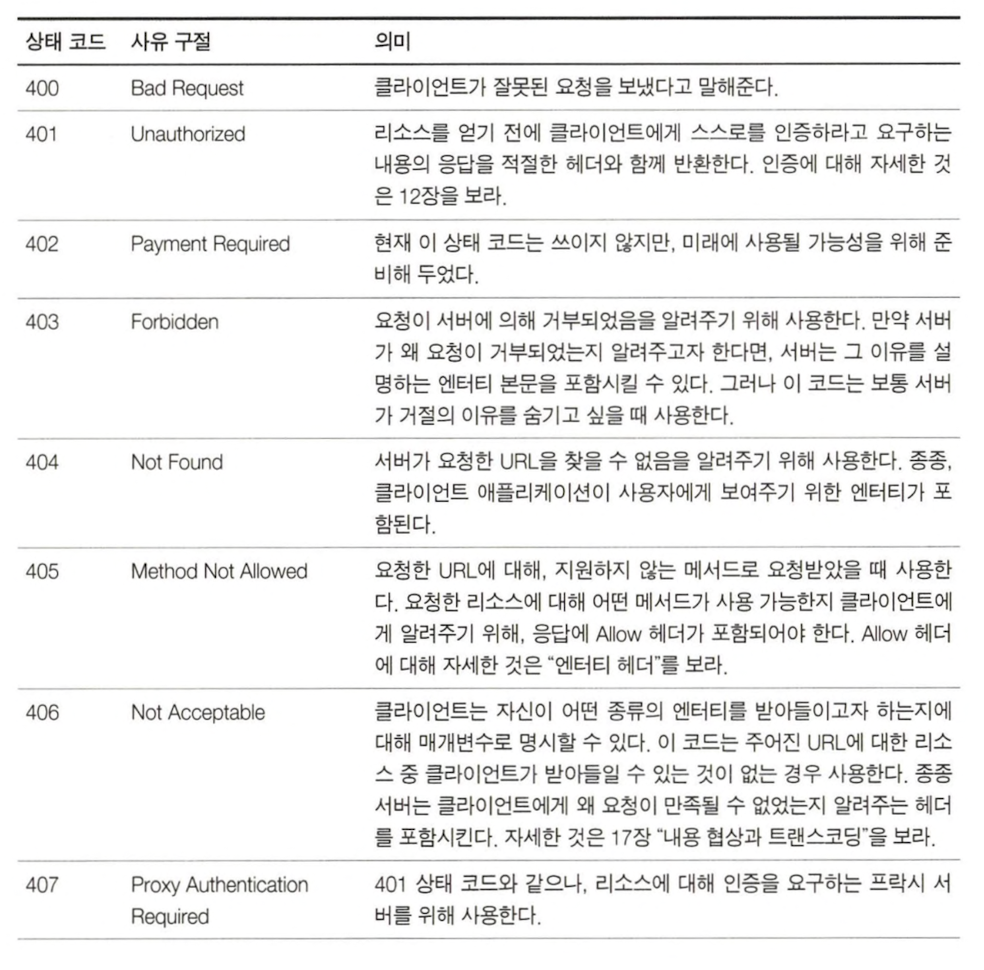 상태 코드 사유 구절 의미
400 Bad Request 클라이언트가 잘못된 요청을 보냈다고 말해준다.
401 Unauthorized 리소스를 얻기 전에 클라이언트에게 스스로를 인증하라고 요구하는
내용의 응답을 적절한 헤더와 함께 반환한다. 인증에 대해 자세한 것
은 12장을 보라.
402 Payment Required 현재 이 상태 코드는 쓰이지 않지만, 미래에 사용될 가능성을 위해 준
비해 두었다.
403 Forbidden 요청이 서버에 의해 거부되었음을 알려주기 위해 사용한다. 만약 서버
가 왜 요청이 거부되었는지 알려주고자 한다면, 서버는 그 이유를 설
명하는 엔터티 본문을 포함시킬 수 있다. 그러나 이 코드는 보통 서버
가 거절의 이유를 숨기고 싶을 때 사용한다.
404 Not Found 서버가 요청한 URL을 찾을 수 없음을 알려주기 위해 사용한다. 종종,
클라이언트 애플리케이션이 사용자에게 보여주기 위한 엔터티가 포
함된다.
405 Method Not Allowed 요청한 URL에 대해, 지원하지 않는 메서드로 요청받았을 때 사용한
다. 요청한 리소스에 대해 어떤 메서드가 사용 가능한지 클라이언트에
게 알려주기 위해, 응답에 Allow 헤더가 포함되어야 한다. Allow 헤더
에 대해 자세한 것은 “엔터티 헤더”를 보라.
406 Not Acceptable 클라이언트는 자신이 어떤 종류의 엔터티를 받아들이고자 하는지에
대해 매개변수로 명시할 수 있다. 이 코드는 주어진 URL에 대한 리소
스 중 클라이언트가 받아들일 수 있는 것이 없는 경우 사용한다. 종종
서버는 클라이언트에게 왜 요청이 만족될 수 없었는지 알려주는 헤더
를 포함시킨다. 자세한 것은 17장 “내용 협상과 트랜스코딩”을 보라.
407 Proxy Authentication 401 상태 코드와 같으나, 리소스에 대해 인증을 요구하는 프락시 서
Required 버를 위해 사용한다.